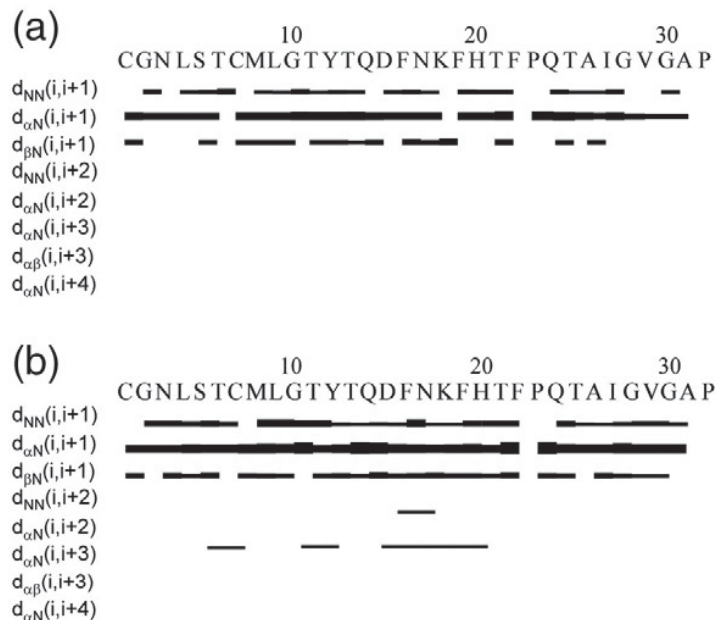 (a)
10 20 30
CGNLSTCMLGTYTQDFNKFHTFPQTAIGVGAP
dNN(i,i+1)
dαN(i,i+1)
dβN(i,i+1)
dNN(i,i+2)
dαN(i,i+2)
dαN(i,i+3)
dαβ(i,i+3)
dαN(i,i+4)
(b)
10 20 30
CGNLSTCMLGTYTQDFNKFHTFPQTAIGVGAP
dNN(i,i+1)
dαN(i,i+1)
dβN(i,i+1)
dNN(i,i+2)
dαN(i,i+2)
dαN(i,i+3)
dαβ(i,i+3)
dαN(i,i+4)